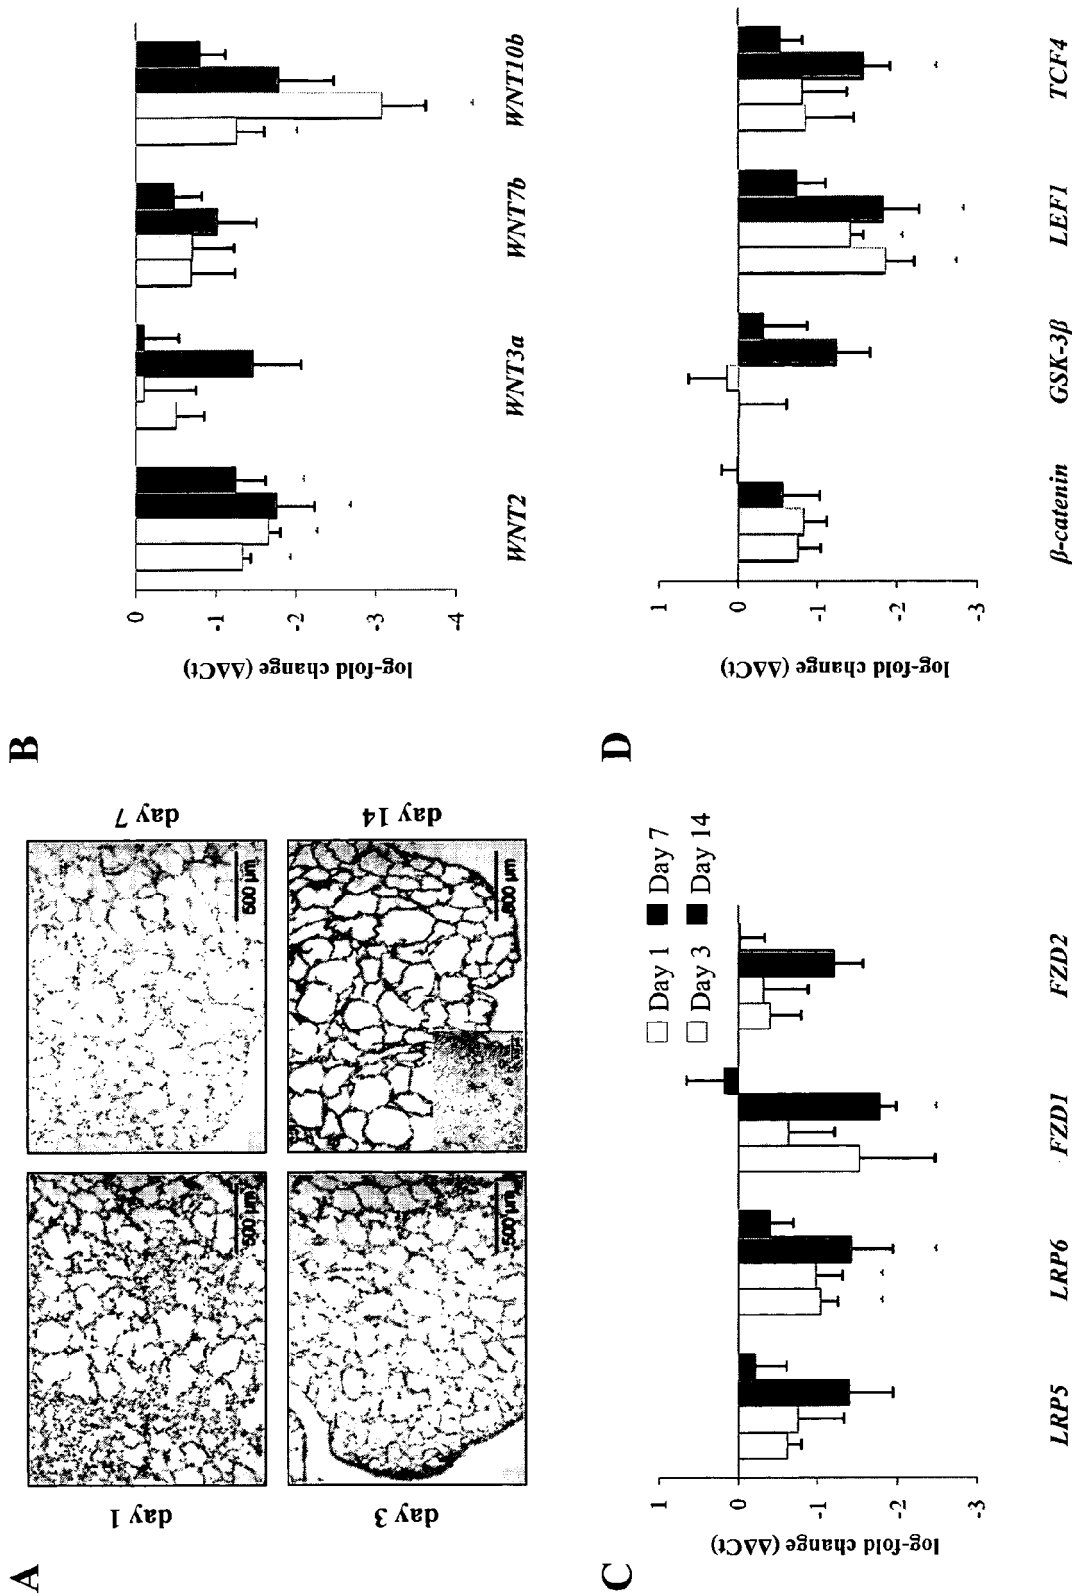 A
day 1
500 µm
day 7
500 µm
day 3
500 µm
day 14
500 µm
B
log-fold change (ΔΔCt)
0
-1
-2
-3
-4
WNT2
WNT3a
WNT7b
WNT10b
C
log-fold change (ΔΔCt)
1
0
-1
-2
-3
Day 1
Day 7
Day 3
Day 14
LRP5
LRP6
FZD1
FZD2
D
log-fold change (ΔΔCt)
1
0
-1
-2
-3
β-catenin
GSK-3β
LEF1
TCF4